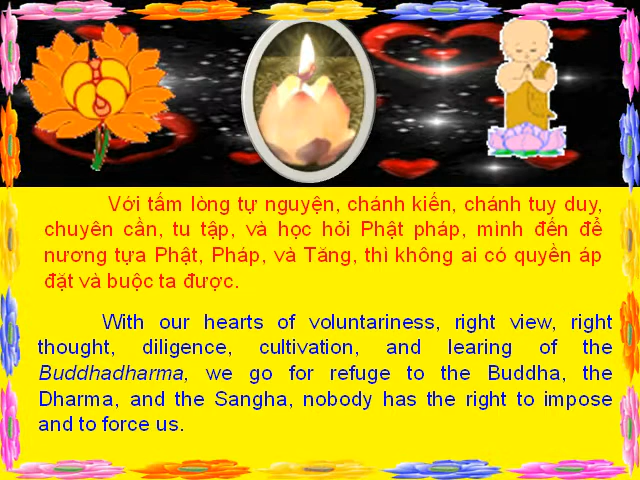 Với tấm lòng tự nguyện, chánh kiến, chánh tuy duy,
chuyên cần, tu tập, và học hỏi Phật pháp, mình đến để
nương tựa Phật, Pháp, và Tăng, thì không ai có quyền áp
đặt và buộc ta được.
With our hearts of voluntariness, right view, right
thought, diligence, cultivation, and learing of the
Buddhadharma, we go for refuge to the Buddha, the
Dharma, and the Sangha, nobody has the right to impose
and to force us.